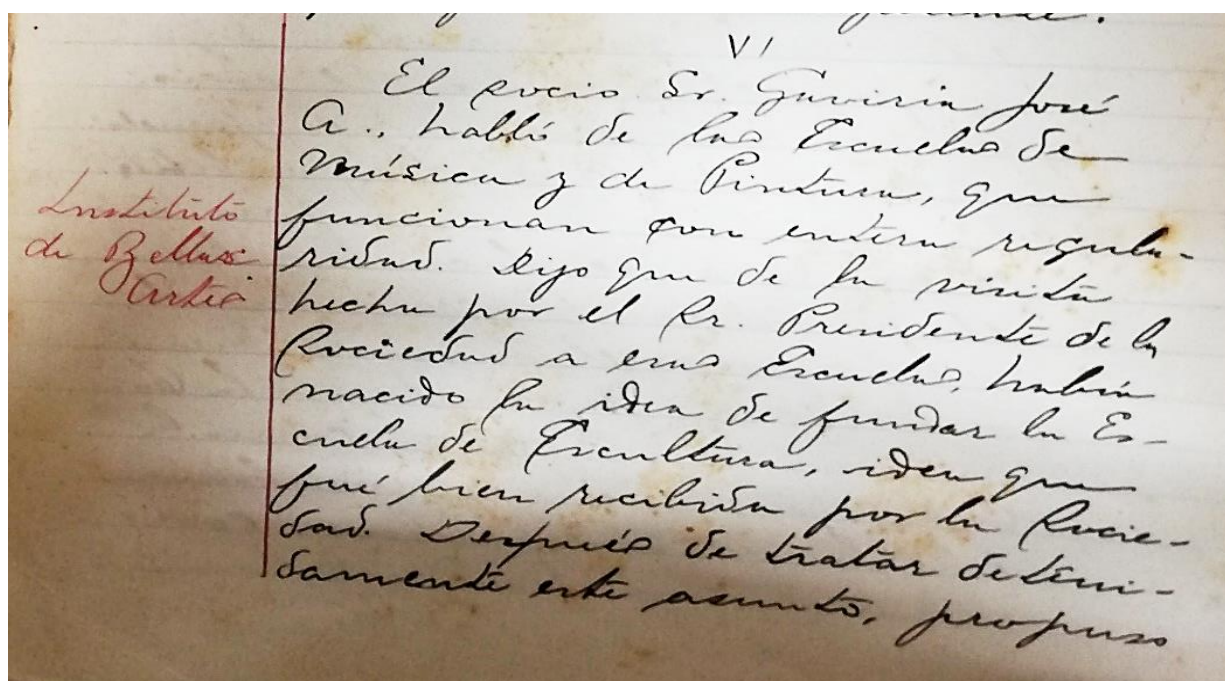 VI
El socio Sr. Gaviria José
A., habló de las Escuelas de
Música y de Pintura, que
funcionan con entera regula-
ridad. Dijo que de la visita
hecha por el Sr. Presidente de la
Sociedad a esas Escuelas, había
nacido la idea de fundar la Es-
cuela de Escultura, idea que
fué bien recibida por la Socie-
dad. Después de tratar deteni-
damente este asunto, propuso
Instituto
de Bellas
Artes